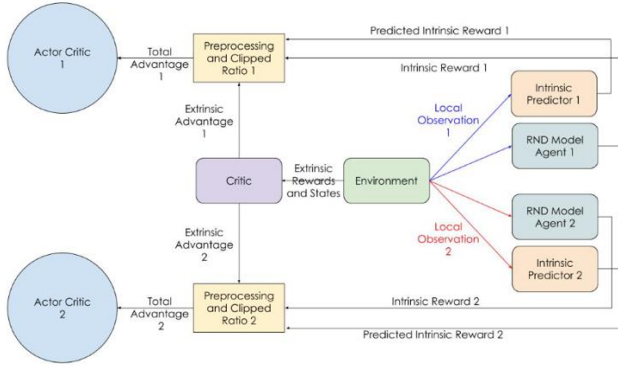 Predicted Intrinsic Reward 1
Actor Critic
1
Total
Advantage
1
Preprocessing
and Clipped
Ratio 1
Intrinsic Reward 1
Intrinsic
Predictor 1
Extrinsic
Advantage
1
Local
Observation
1
RND Model
Agent 1
Critic
Extrinsic
Rewards
and States
Environment
RND Model
Agent 2
Extrinsic
Advantage
2
Local
Observation
2
Intrinsic
Predictor 2
Actor Critic
2
Total
Advantage
2
Preprocessing
and Clipped
Ratio 2
Intrinsic Reward 2
Predicted Intrinsic Reward 2